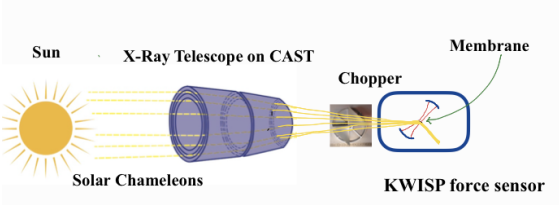 Sun
X-Ray Telescope on CAST
Membrane
Chopper
Solar Chameleons
KWISP force sensor